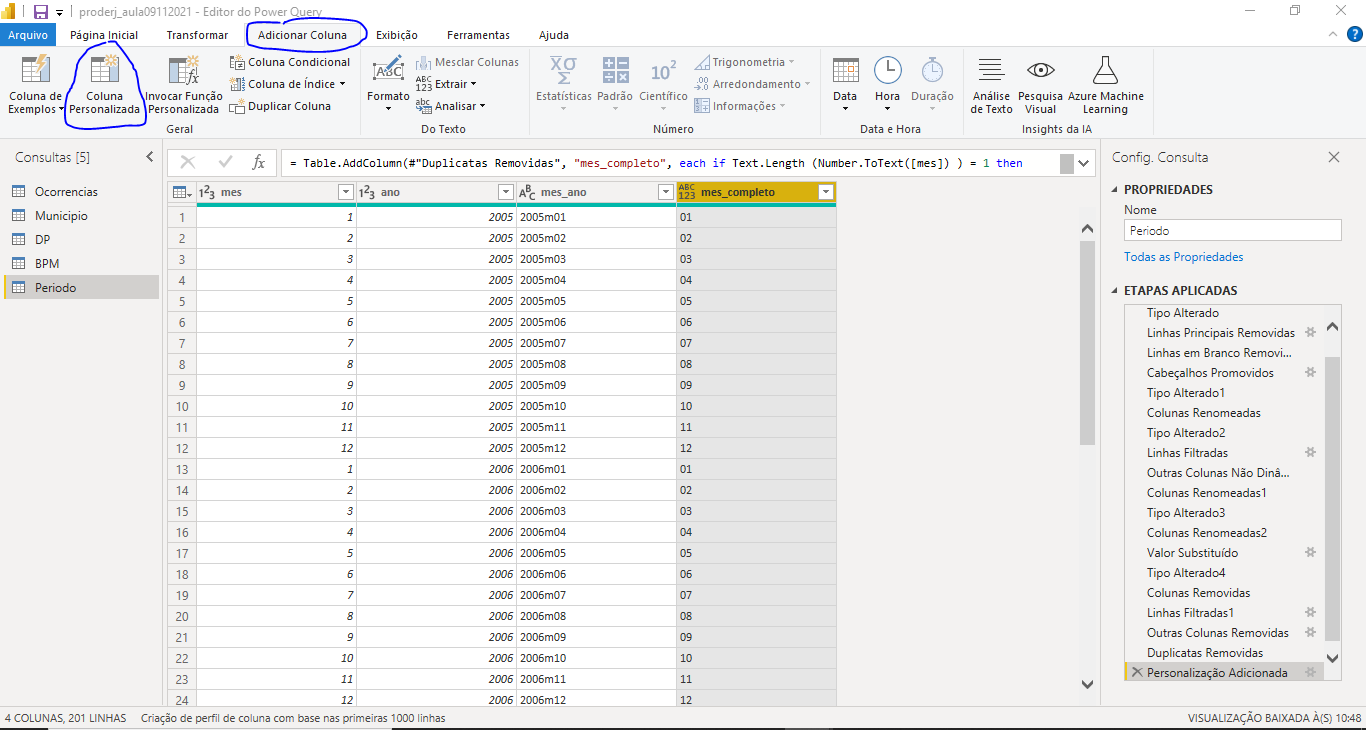 proderj_aula09112021 - Editor do Power Query
Arquivo Página Inicial Transformar Adicionar Coluna Exibição Ferramentas Ajuda
Coluna de Exemplos
Coluna Personalizada
Invocar Função Personalizada
Coluna Condicional
Coluna de Índice
Duplicar Coluna
Geral
Formato
Mesclar Colunas
Extrair
Analisar
Do Texto
Estatísticas
Padrão
Científico
Trigonometria
Arredondamento
Informações
Número
Data
Hora
Duração
Data e Hora
Análise de Texto
Pesquisa Visual
Azure Machine Learning
Insights da IA
Consultas [5]
Ocorrencias
Municipio
DP
BPM
Periodo
= Table.AddColumn(#"Duplicatas Removidas", "mes_completo", each if Text.Length (Number.ToText([mes]) ) = 1 then
mes ano mes_ano mes_completo
1 1 2005 2005m01 01
2 2 2005 2005m02 02
3 3 2005 2005m03 03
4 4 2005 2005m04 04
5 5 2005 2005m05 05
6 6 2005 2005m06 06
7 7 2005 2005m07 07
8 8 2005 2005m08 08
9 9 2005 2005m09 09
10 10 2005 2005m10 10
11 11 2005 2005m11 11
12 12 2005 2005m12 12
13 1 2006 2006m01 01
14 2 2006 2006m02 02
15 3 2006 2006m03 03
16 4 2006 2006m04 04
17 5 2006 2006m05 05
18 6 2006 2006m06 06
19 7 2006 2006m07 07
20 8 2006 2006m08 08
21 9 2006 2006m09 09
22 10 2006 2006m10 10
23 11 2006 2006m11 11
24 12 2006 2006m12 12
Config. Consulta
PROPRIEDADES
Nome
Periodo
Todas as Propriedades
ETAPAS APLICADAS
Tipo Alterado
Linhas Principais Removidas
Linhas em Branco Removi...
Cabeçalhos Promovidos
Tipo Alterado1
Colunas Renomeadas
Tipo Alterado2
Linhas Filtradas
Outras Colunas Não Dinâ...
Colunas Renomeadas1
Tipo Alterado3
Colunas Renomeadas2
Valor Substituído
Tipo Alterado4
Colunas Removidas
Linhas Filtradas1
Outras Colunas Removidas
Duplicatas Removidas
Personalização Adicionada
4 COLUNAS, 201 LINHAS Criação de perfil de coluna com base nas primeiras 1000 linhas VISUALIZAÇÃO BAIXADA À(S) 10:48